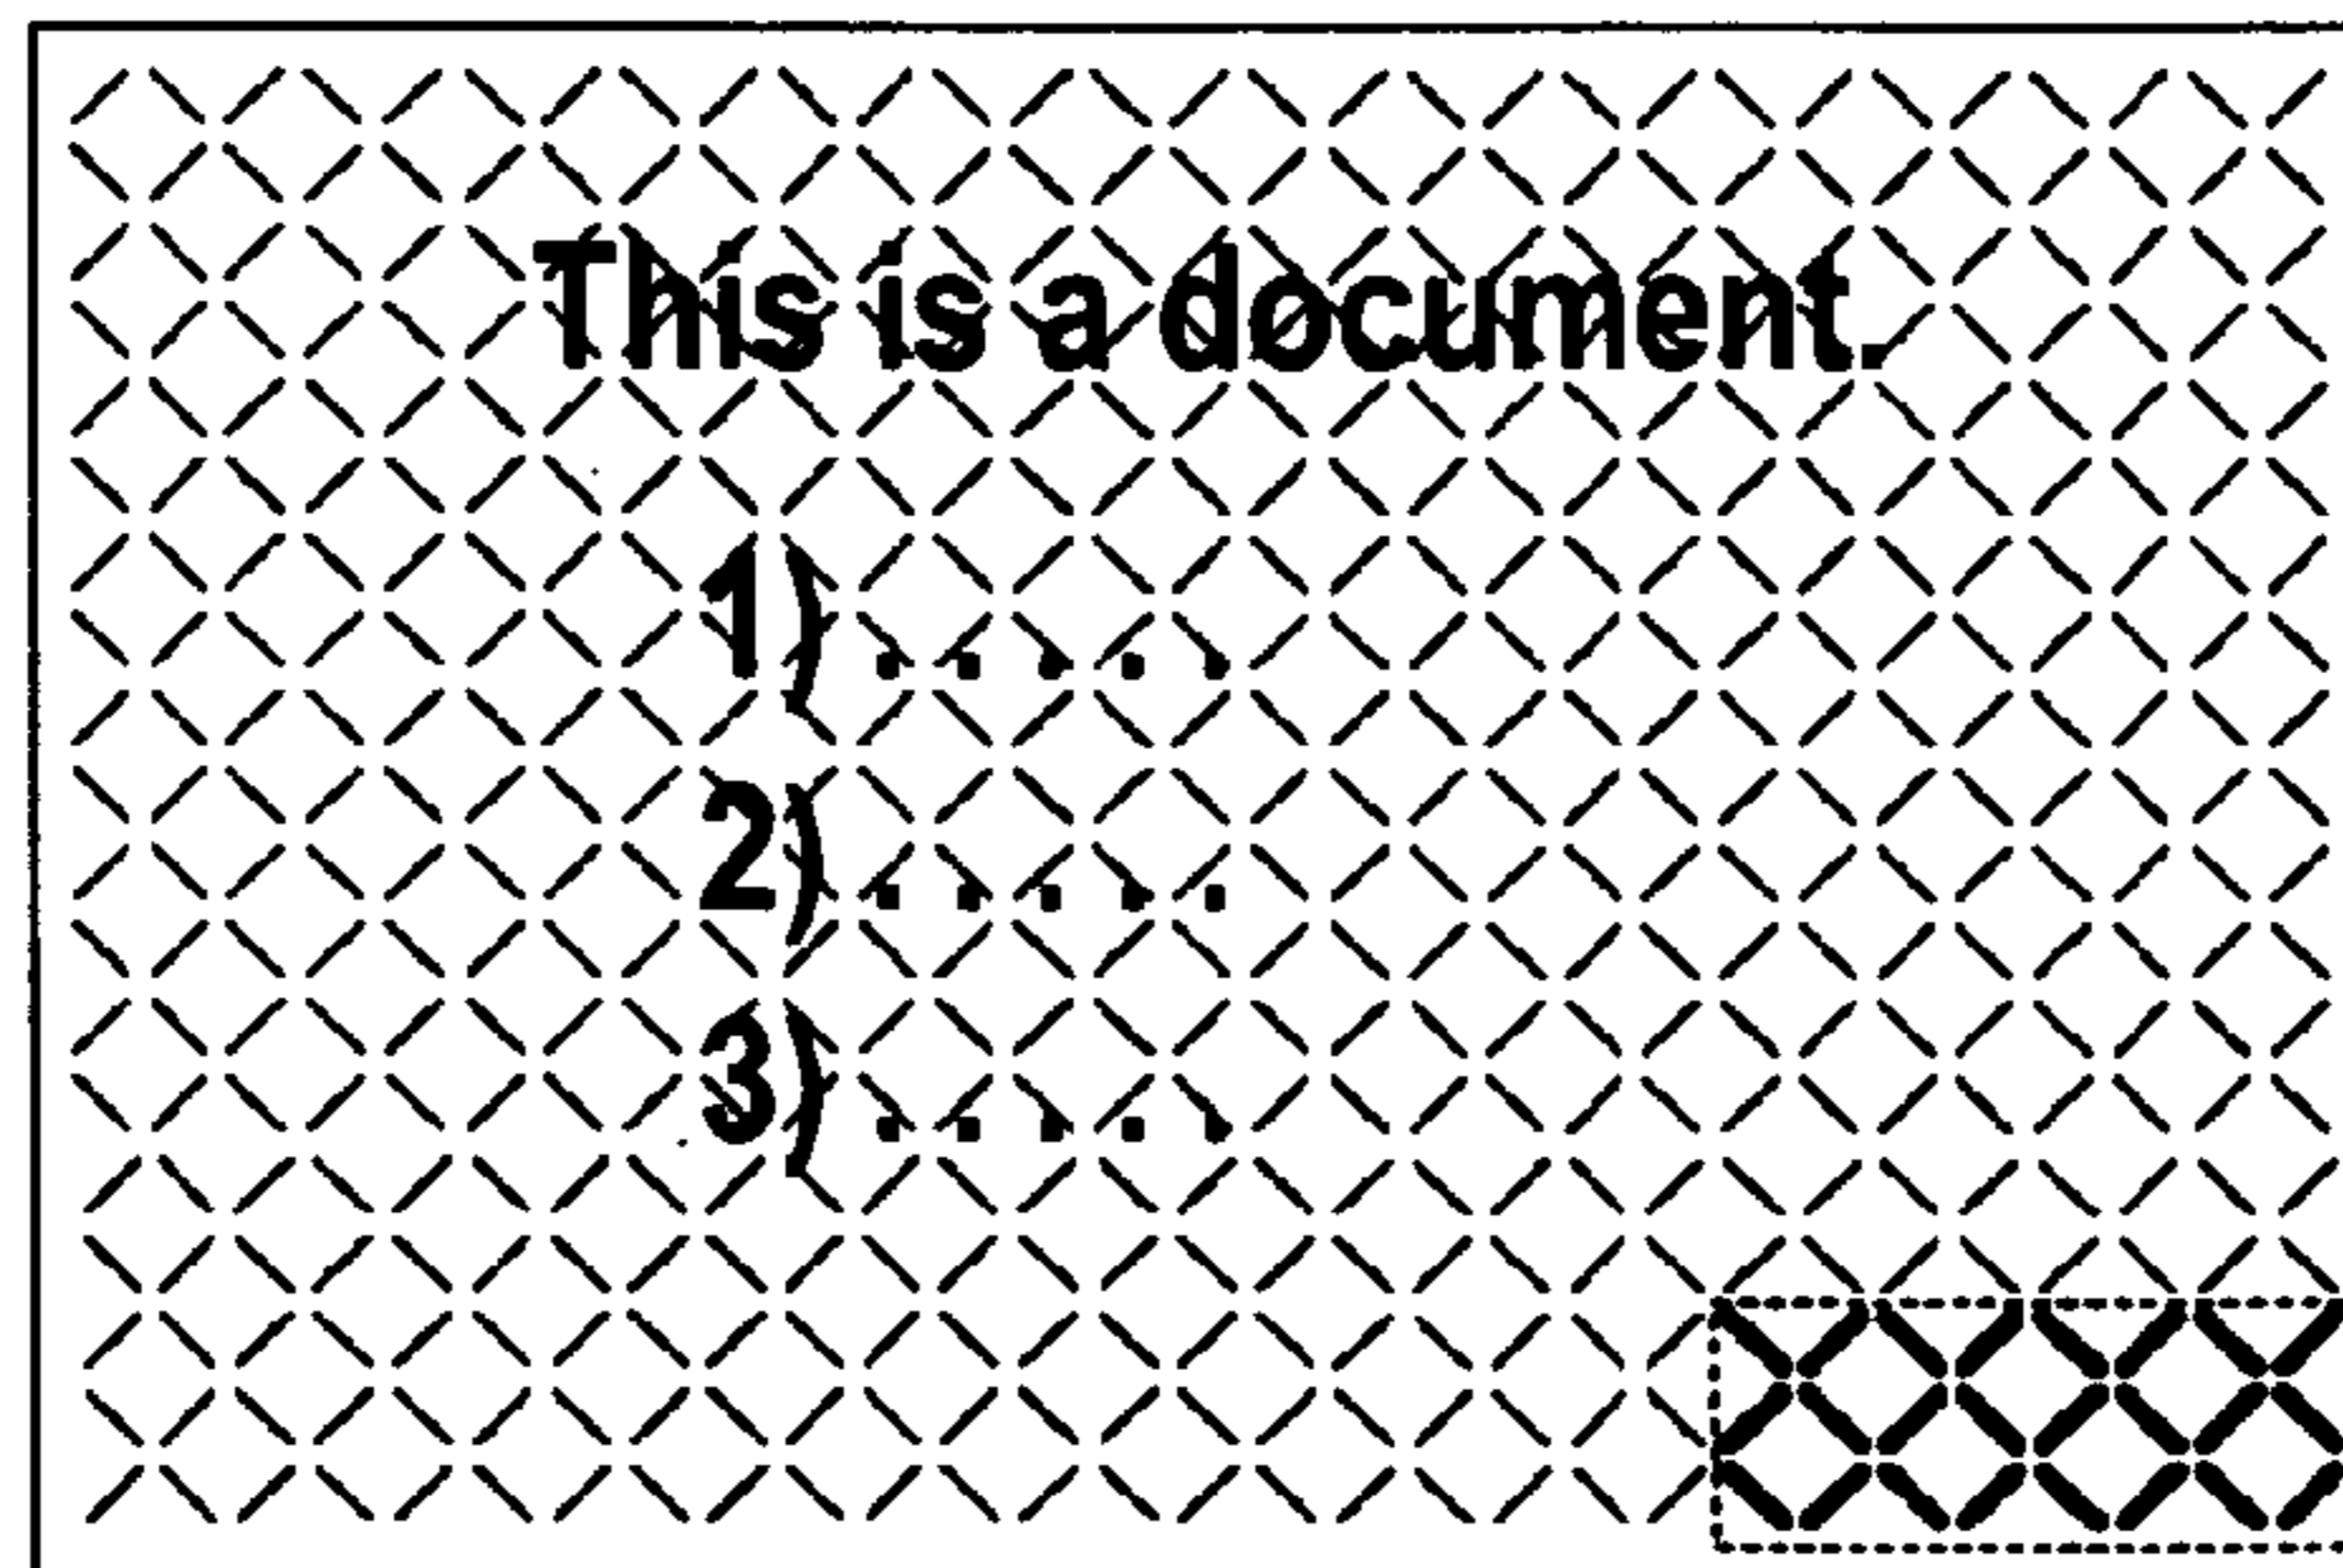 This is a document.
1) . . . . .
2) . . . . .
3) . . . . .